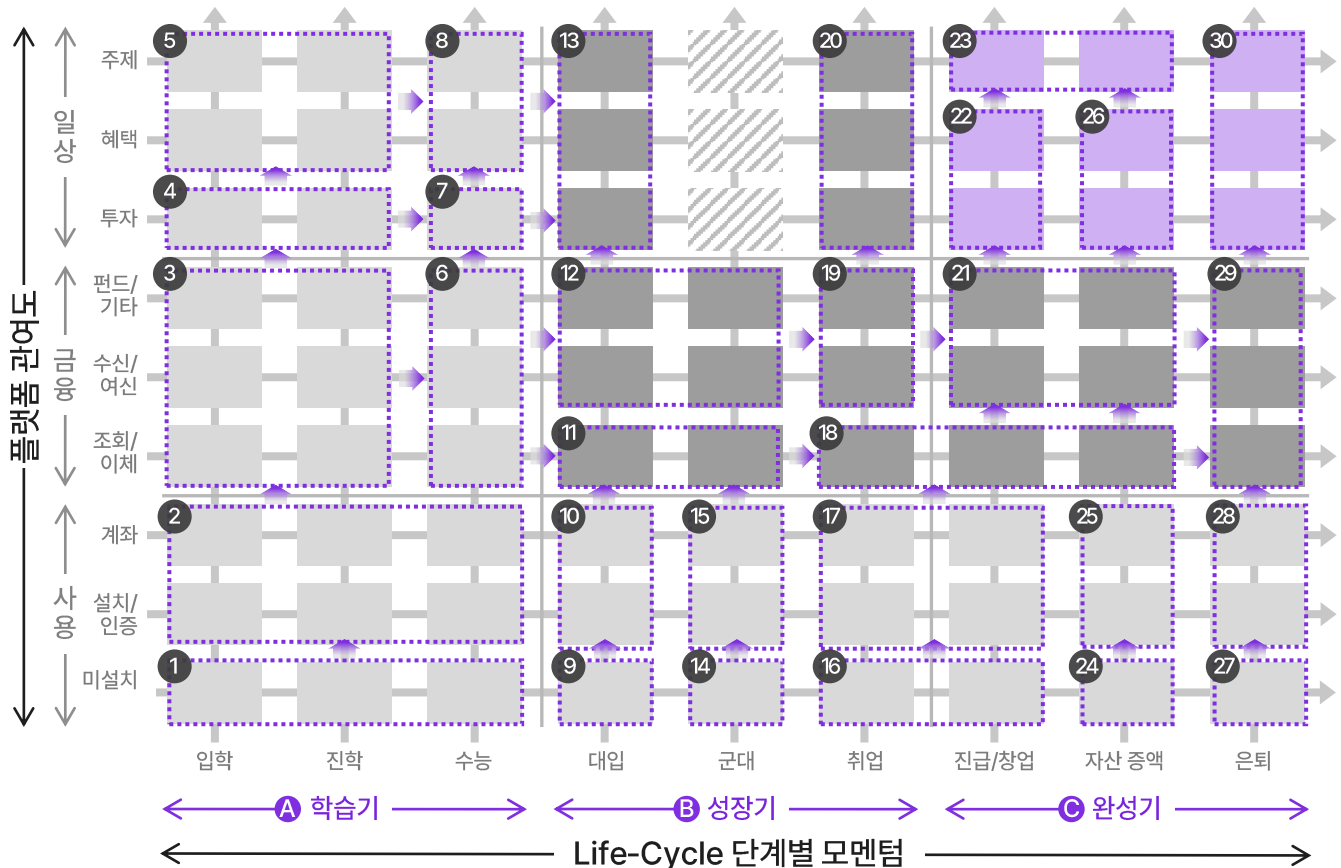 5 8 13 20 23 30
주제
일상
혜택
22 26
4 7
투자
3 6 12 19 21 29
펀드/
기타
플랫폼 관여도
금융
수신/
여신
11 18
조회/
이체
2 10 15 17 25 28
계좌
사용
설치/
인증
1 9 14 16 24 27
미설치
입학 진학 수능 대입 군대 취업 진급/창업 자산 증액 은퇴
A 학습기 B 성장기 C 완성기
Life-Cycle 단계별 모멘텀